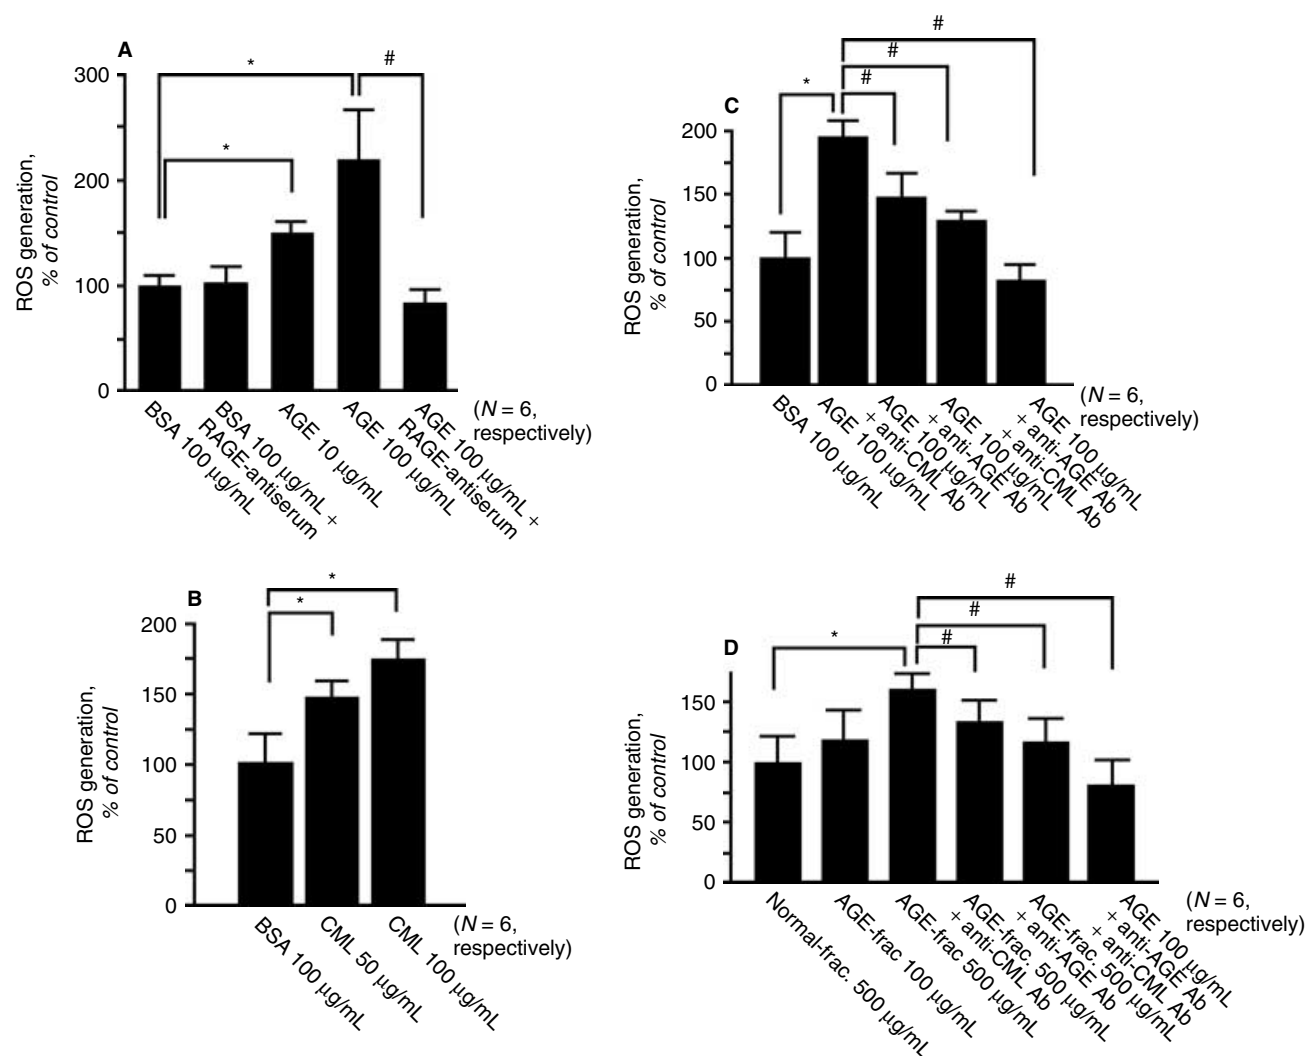 A
ROS generation,
% of control
300
200
100
0
*
*
#
BSA 100 μg/mL
BSA 100 μg/mL +
RAGE-antiserum
AGE 10 μg/mL
AGE 100 μg/mL
AGE 100 μg/mL +
RAGE-antiserum
(N = 6,
respectively)
B
ROS generation,
% of control
200
150
100
50
0
*
*
BSA 100 μg/mL
CML 50 μg/mL
CML 100 μg/mL
(N = 6,
respectively)
C
ROS generation,
% of control
200
150
100
50
0
#
#
#
*
BSA 100 μg/mL
AGE 100 μg/mL
AGE 100 μg/mL
+ anti-CML Ab
AGE 100 μg/mL
+ anti-AGE Ab
AGE 100 μg/mL
+ anti-AGE Ab
+ anti-CML Ab
(N = 6,
respectively)
D
ROS generation,
% of control
150
100
50
0
#
#
#
*
Normal-frac. 500 μg/mL
AGE-frac 100 μg/mL
AGE-frac 500 μg/mL
AGE-frac. 500 μg/mL
+ anti-CML Ab
AGE-frac. 500 μg/mL
+ anti-AGE Ab
AGE 100 μg/mL
+ anti-AGE Ab
+ anti-CML Ab
(N = 6,
respectively)